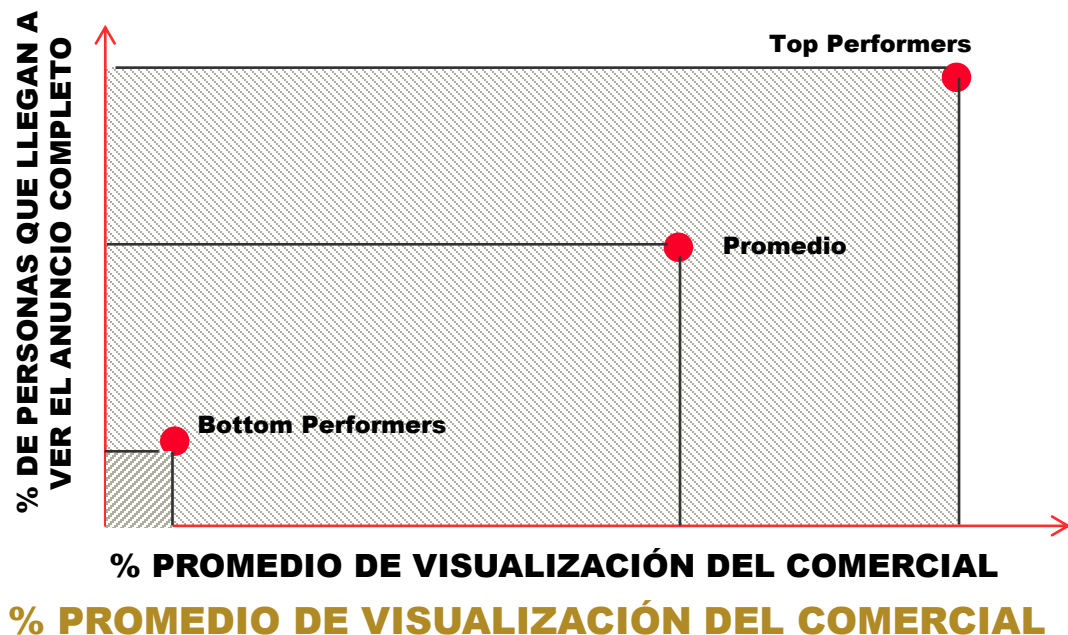 % DE PERSONAS QUE LLEGAN A
VER EL ANUNCIO COMPLETO
Top Performers
Promedio
Bottom Performers
% PROMEDIO DE VISUALIZACIÓN DEL COMERCIAL
% PROMEDIO DE VISUALIZACIÓN DEL COMERCIAL